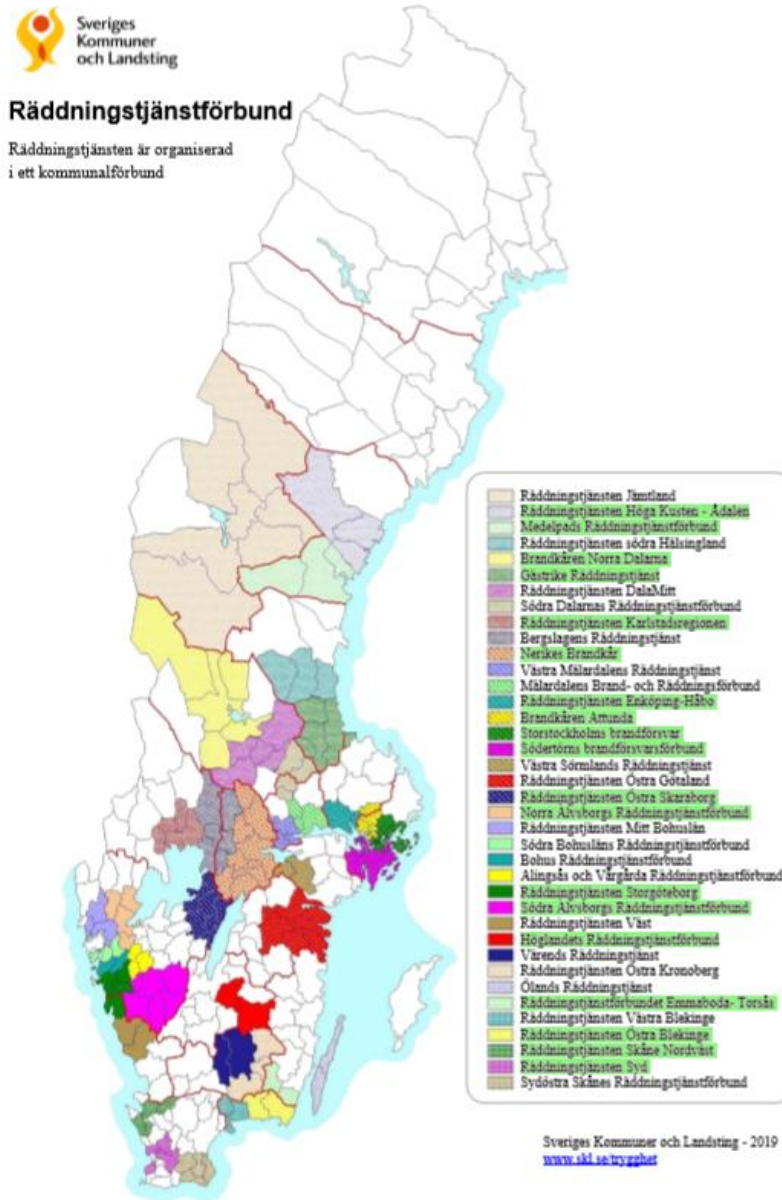 Sveriges
Kommuner
och Landsting
Räddningstjänstförbund
Räddningstjänsten är organiserad
i ett kommunalförbund
Räddningstjänsten Jämtland
Räddningstjänsten Höga Kusten - Ådalen
Medelpads Räddningstjänstförbund
Räddningstjänsten södra Hälsingland
Brandkåren Norra Dalarna
Gästrike Räddningstjänst
Räddningstjänsten DalaMitt
Södra Dalarnas Räddningstjänstförbund
Räddningstjänsten Karlstadsregionen
Bergslagens Räddningstjänst
Nerikes Brandkår
Västra Mälardalens Räddningstjänst
Mälardalens Brand- och Räddningsförbund
Räddningstjänsten Enköping-Håbo
Brandkåren Attunda
Storstockholms brandförsvar
Södertörns brandförsvarsförbund
Västra Sörmlands Räddningstjänst
Räddningstjänsten Östra Götaland
Räddningstjänsten Östra Skaraborg
Norra Älvsborgs Räddningstjänstförbund
Räddningstjänsten Mitt Bohuslän
Södra Bohusläns Räddningstjänstförbund
Bohus Räddningstjänstförbund
Alingsås och Vårgårda Räddningstjänstförbund
Räddningstjänsten Storgöteborg
Södra Älvsborgs Räddningstjänstförbund
Räddningstjänsten Väst
Höglandets Räddningstjänstförbund
Värends Räddningstjänst
Räddningstjänsten Östra Kronoberg
Ölands Räddningstjänst
Räddningstjänstförbundet Emmaboda- Torsås
Räddningstjänsten Västra Blekinge
Räddningstjänsten Östra Blekinge
Räddningstjänsten Skåne Nordväst
Räddningstjänsten Syd
Sydöstra Skånes Räddningstjänstförbund
Sveriges Kommuner och Landsting - 2019
www.skl.se/trygghet